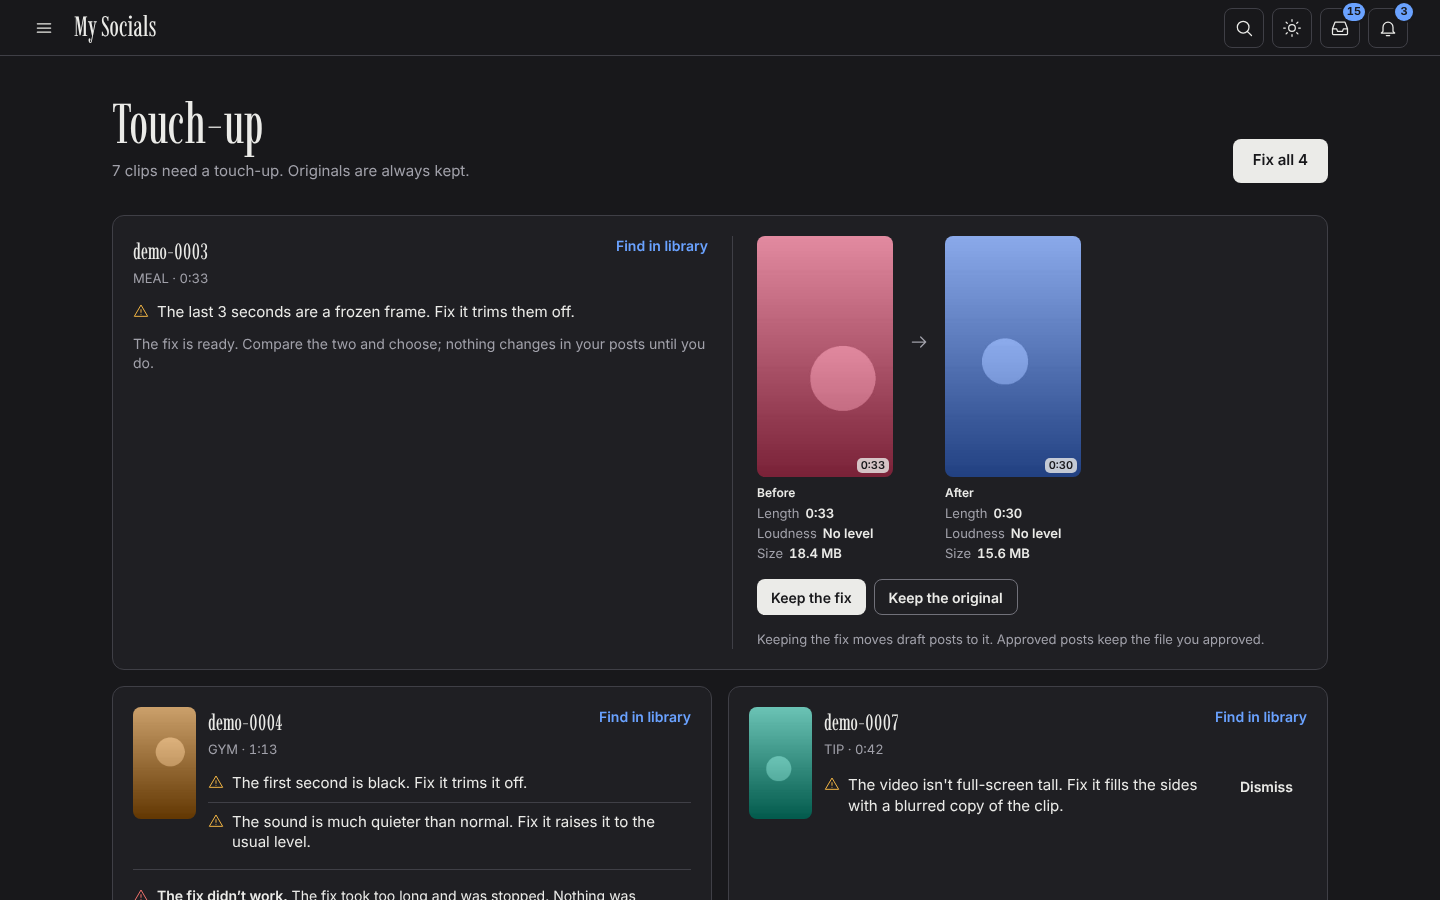 My Socials
15
3
Touch-up
7 clips need a touch-up. Originals are always kept.
Fix all 4
demo-0003
Find in library
MEAL · 0:33
The last 3 seconds are a frozen frame. Fix it trims them off.
The fix is ready. Compare the two and choose; nothing changes in your posts until you
do.
0:33
0:30
Before
Length 0:33
Loudness No level
Size 18.4 MB
After
Length 0:30
Loudness No level
Size 15.6 MB
Keep the fix
Keep the original
Keeping the fix moves draft posts to it. Approved posts keep the file you approved.
demo-0004
Find in library
GYM · 1:13
The first second is black. Fix it trims it off.
The sound is much quieter than normal. Fix it raises it to the
usual level.
The fix didn't work. The fix took too long and was stopped. Nothing was
demo-0007
Find in library
TIP · 0:42
The video isn't full-screen tall. Fix it fills the sides
with a blurred copy of the clip.
Dismiss